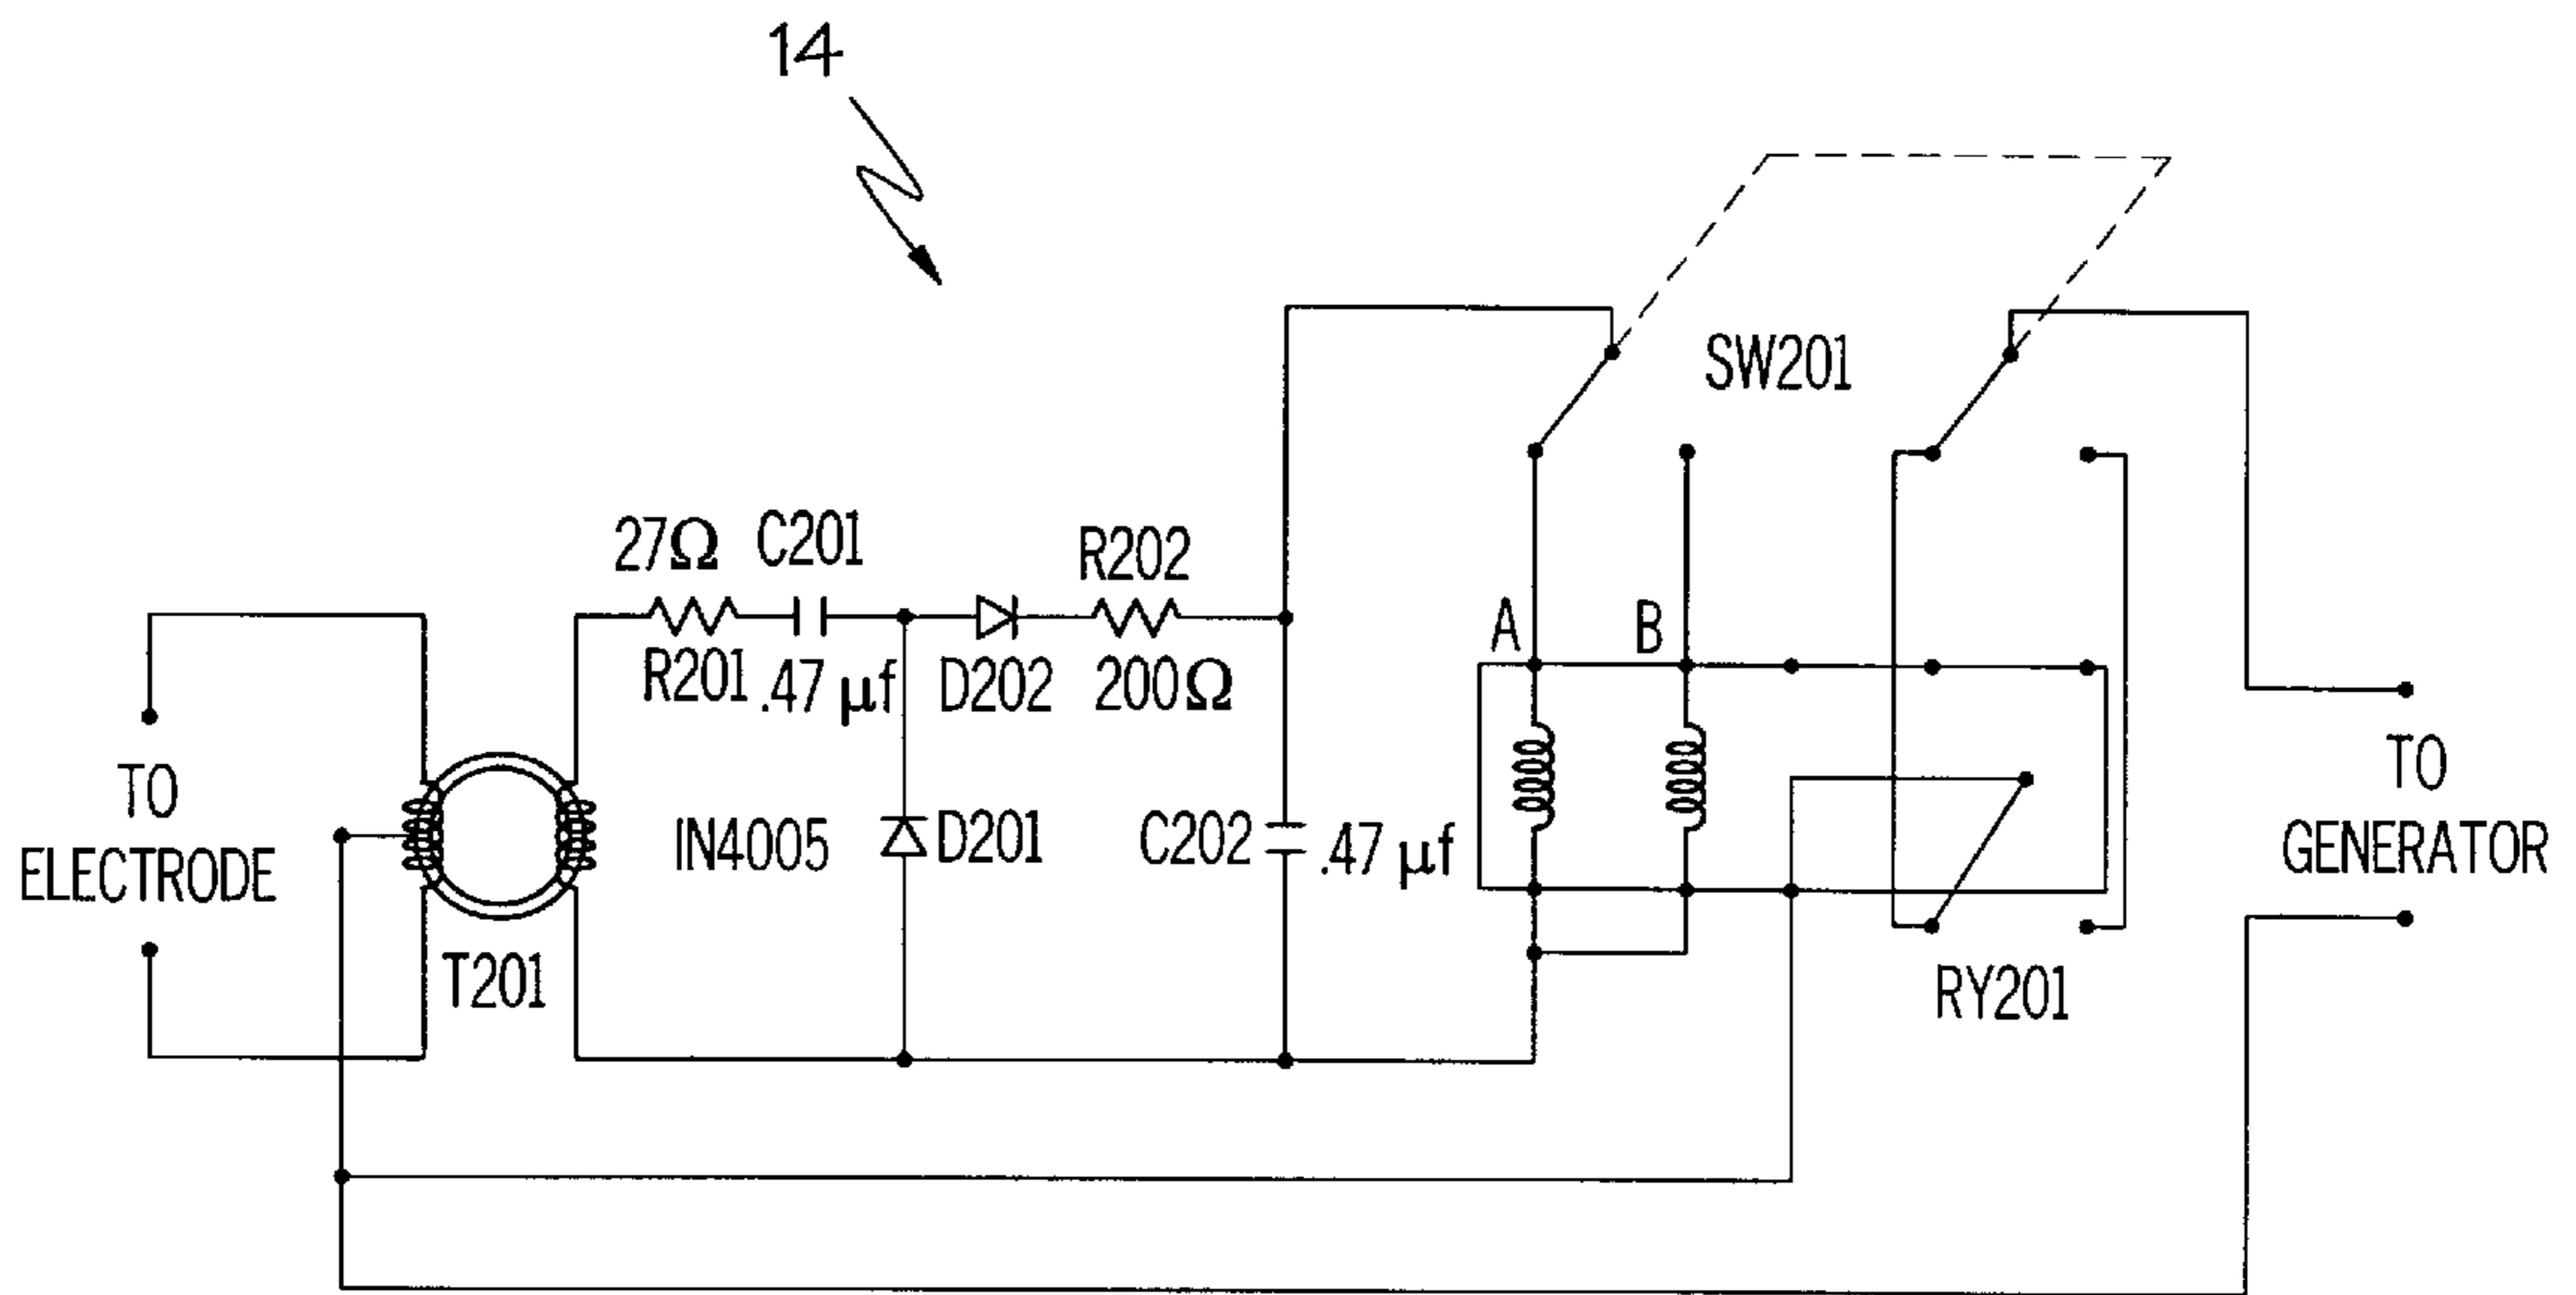 14
SW201
27Ω
C201
R202
R201
.47 μf
D202
200Ω
A
B
TO
ELECTRODE
T201
IN4005
D201
C202
.47 μf
RY201
TO
GENERATOR